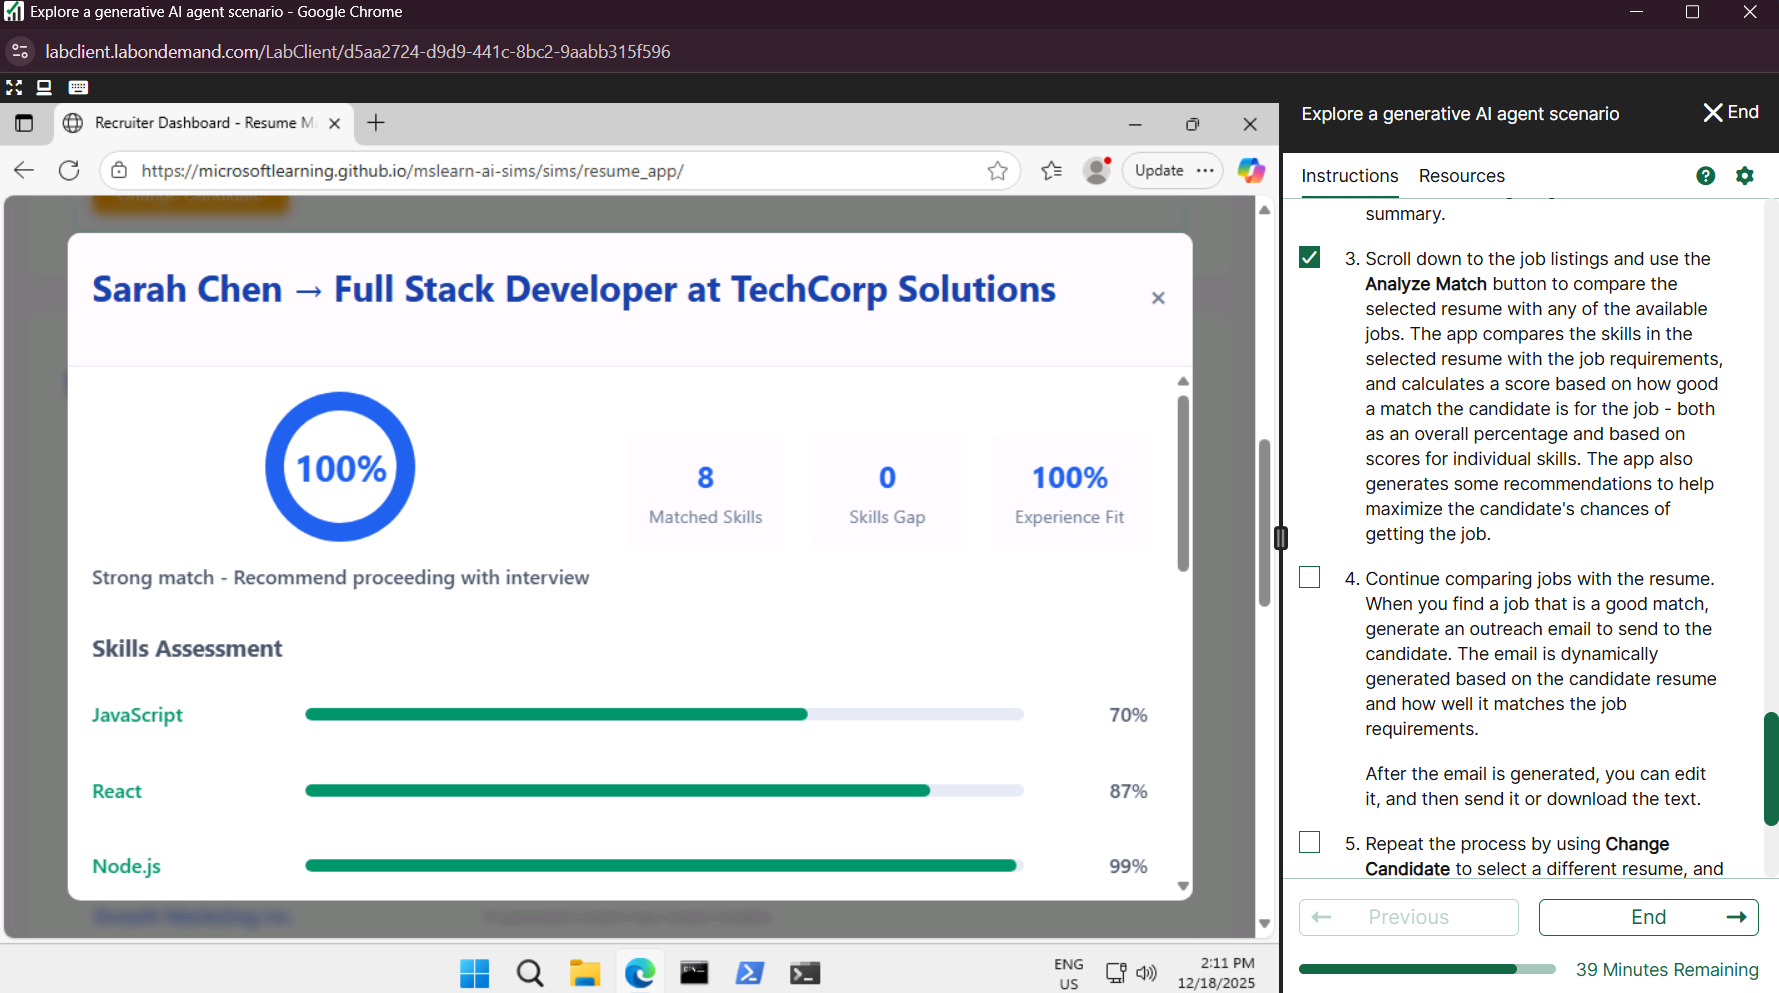 Explore a generative AI agent scenario - Google Chrome
labclient.labondemand.com/LabClient/d5aa2724-d9d9-441c-8bc2-9aabb315f596
Recruiter Dashboard - Resume M
https://microsoftlearning.github.io/mslearn-ai-sims/sims/resume_app/
Update
Sarah Chen → Full Stack Developer at TechCorp Solutions
×
100%
8
Matched Skills
0
Skills Gap
100%
Experience Fit
Strong match - Recommend proceeding with interview
Skills Assessment
JavaScript 70%
React 87%
Node.js 99%
ENG
US
2:11 PM
12/18/2025
Explore a generative AI agent scenario
End
Instructions Resources
summary.
3. Scroll down to the job listings and use the
Analyze Match button to compare the
selected resume with any of the available
jobs. The app compares the skills in the
selected resume with the job requirements,
and calculates a score based on how good
a match the candidate is for the job - both
as an overall percentage and based on
scores for individual skills. The app also
generates some recommendations to help
maximize the candidate's chances of
getting the job.
4. Continue comparing jobs with the resume.
When you find a job that is a good match,
generate an outreach email to send to the
candidate. The email is dynamically
generated based on the candidate resume
and how well it matches the job
requirements.
After the email is generated, you can edit
it, and then send it or download the text.
5. Repeat the process by using Change
Candidate to select a different resume, and
Previous
End
39 Minutes Remaining